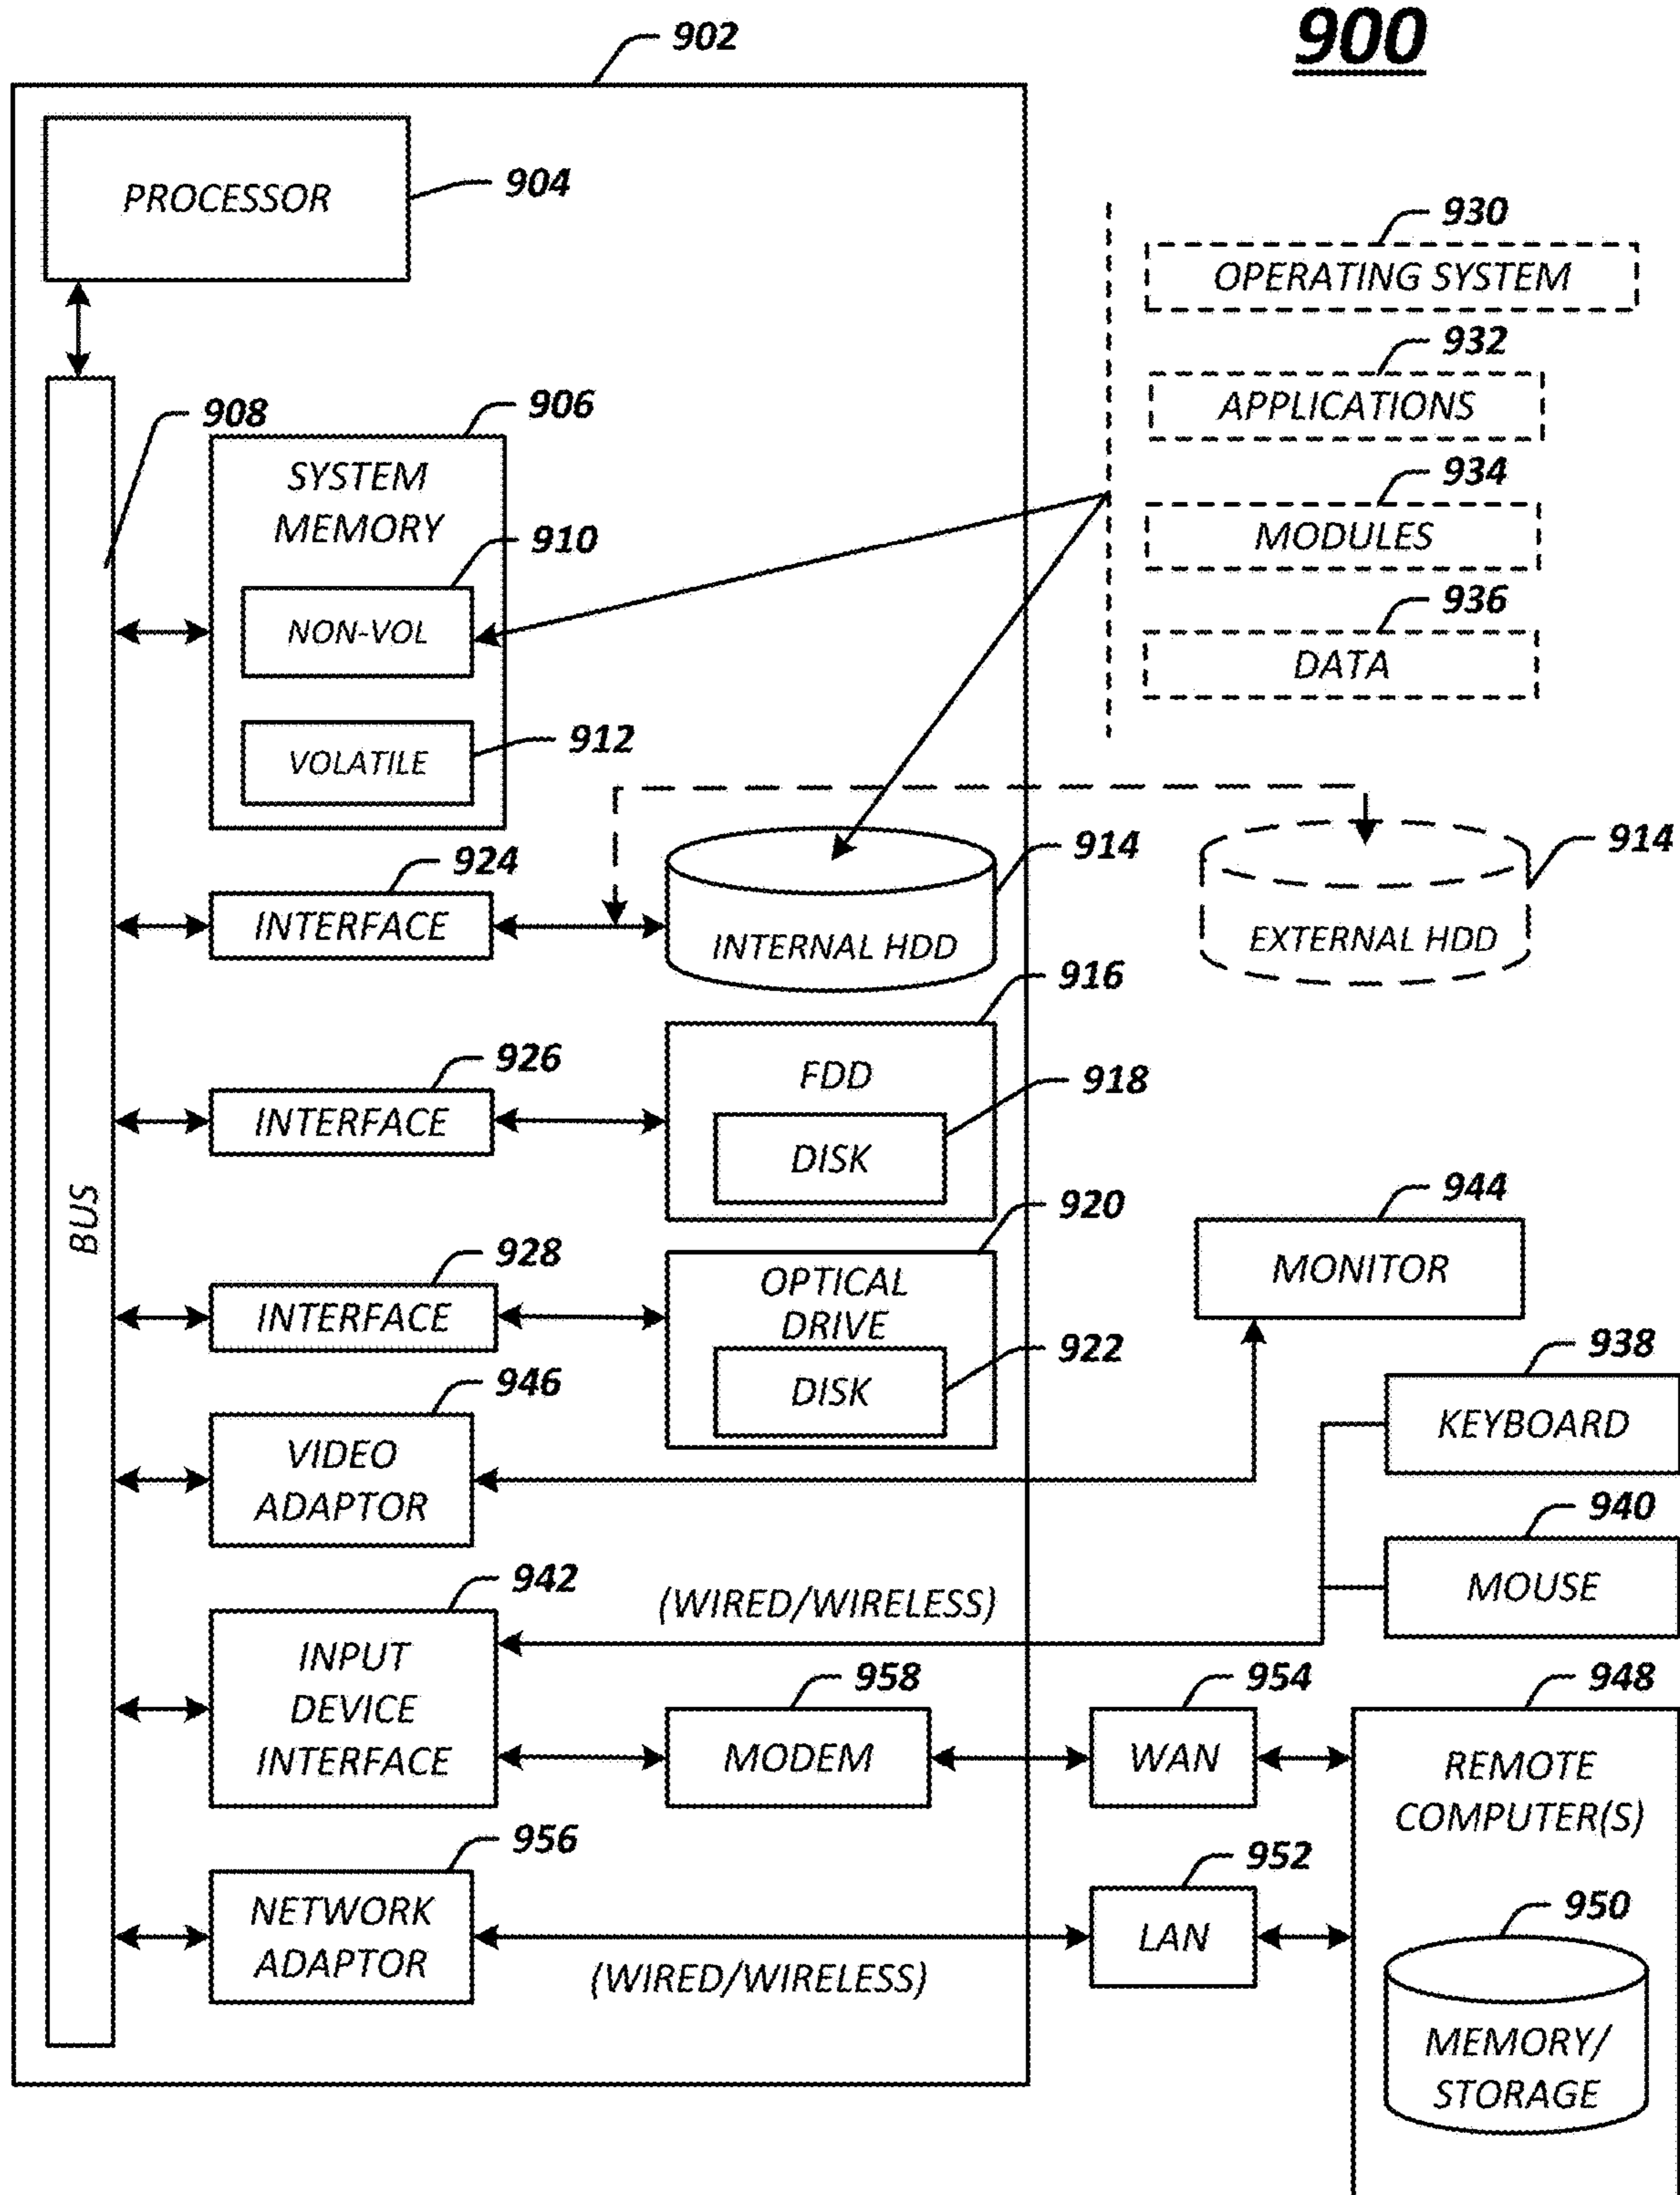 900
902
PROCESSOR
904
930
OPERATING SYSTEM
932
APPLICATIONS
934
MODULES
936
DATA
908
906
SYSTEM
MEMORY
910
NON-VOL
912
VOLATILE
924
INTERFACE
914
INTERNAL HDD
914
EXTERNAL HDD
916
FDD
918
DISK
926
INTERFACE
BUS
920
OPTICAL
DRIVE
922
DISK
928
INTERFACE
944
MONITOR
946
VIDEO
ADAPTOR
938
KEYBOARD
940
MOUSE
942
INPUT
DEVICE
INTERFACE
(WIRED/WIRELESS)
958
MODEM
954
WAN
948
REMOTE
COMPUTER(S)
956
NETWORK
ADAPTOR
(WIRED/WIRELESS)
952
LAN
950
MEMORY/
STORAGE